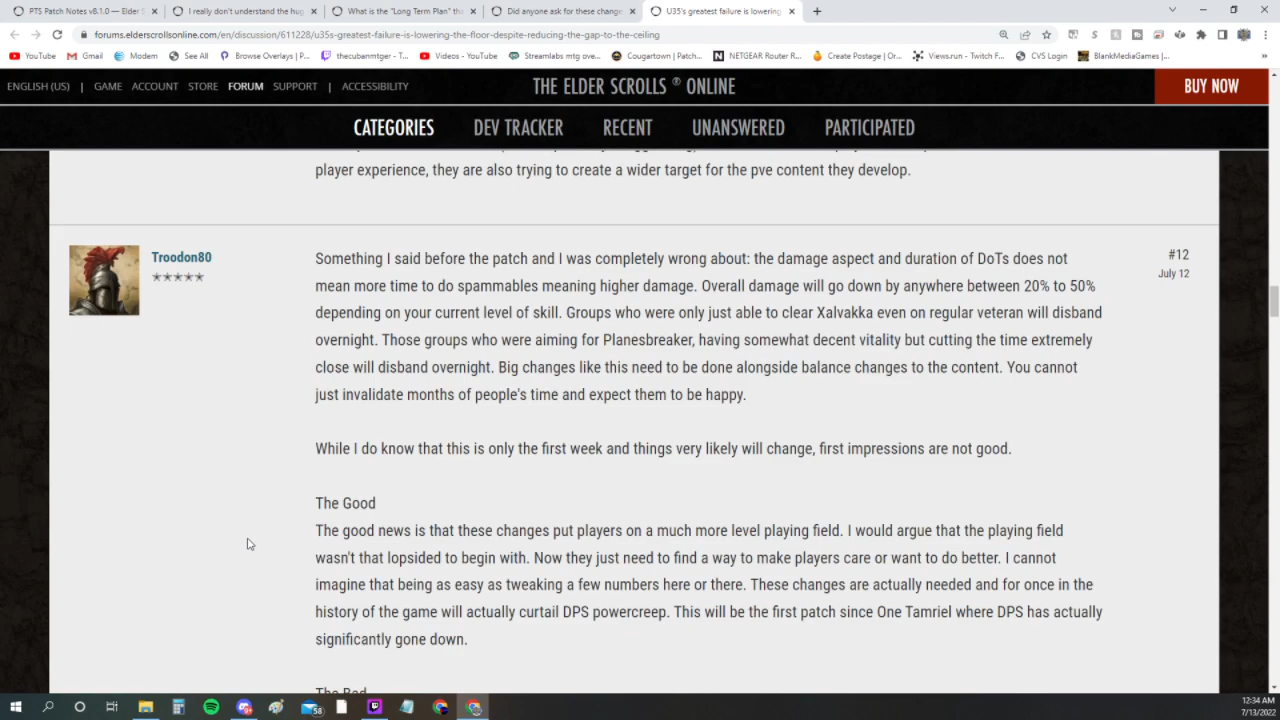 PTS Patch Notes v8.1.0 — Elder S
I really don't understand the hug
What is the "Long Term Plan" th
Did anyone ask for these change
U35's greatest failure is lowering
forums.elderscrollsonline.com/en/discussion/611228/u35s-greatest-failure-is-lowering-the-floor-despite-reducing-the-gap-to-the-ceiling
YouTube
Gmail
Modem
See All
Browse Overlays | P...
thecubanmtger - T...
Videos - YouTube
Streamlabs mtg ove...
Cougartown | Patch...
NETGEAR Router R...
Create Postage | Or...
Views.run - Twitch F...
CVS Login
BlankMediaGames |...
»
ENGLISH (US) | GAME ACCOUNT STORE FORUM SUPPORT | ACCESSIBILITY
THE ELDER SCROLLS ® ONLINE
BUY NOW
CATEGORIES DEV TRACKER RECENT UNANSWERED PARTICIPATED
player experience, they are also trying to create a wider target for the pve content they develop.
Troodon80
#12
July 12
Something I said before the patch and I was completely wrong about: the damage aspect and duration of DoTs does not
mean more time to do spammables meaning higher damage. Overall damage will go down by anywhere between 20% to 50%
depending on your current level of skill. Groups who were only just able to clear Xalvakka even on regular veteran will disband
overnight. Those groups who were aiming for Planesbreaker, having somewhat decent vitality but cutting the time extremely
close will disband overnight. Big changes like this need to be done alongside balance changes to the content. You cannot
just invalidate months of people's time and expect them to be happy.
While I do know that this is only the first week and things very likely will change, first impressions are not good.
The Good
The good news is that these changes put players on a much more level playing field. I would argue that the playing field
wasn't that lopsided to begin with. Now they just need to find a way to make players care or want to do better. I cannot
imagine that being as easy as tweaking a few numbers here or there. These changes are actually needed and for once in the
history of the game will actually curtail DPS powercreep. This will be the first patch since One Tamriel where DPS has actually
significantly gone down.
The Bad
58
12:34 AM
7/13/2022